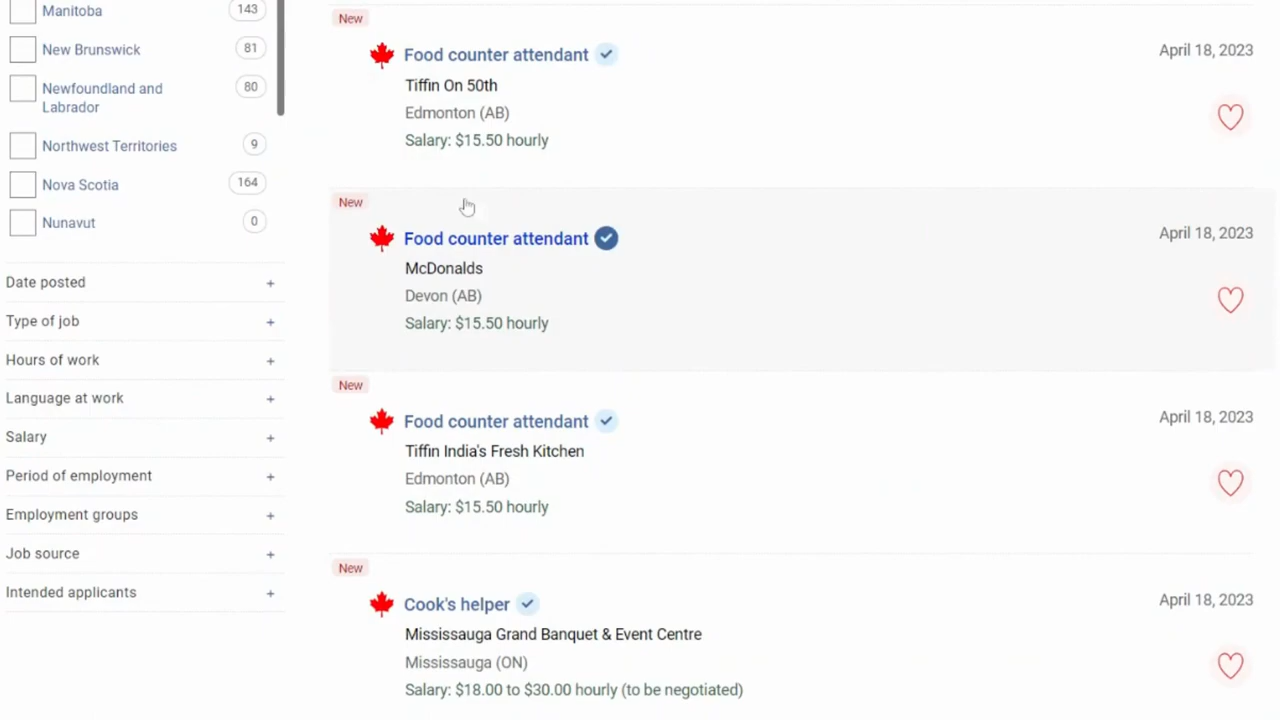 Manitoba 143
New Brunswick 81
Newfoundland and 80
Labrador
Northwest Territories 9
Nova Scotia 164
Nunavut 0
Date posted +
Type of job +
Hours of work +
Language at work +
Salary +
Period of employment +
Employment groups +
Job source +
Intended applicants +
New
Food counter attendant
April 18, 2023
Tiffin On 50th
Edmonton (AB)
Salary: $15.50 hourly
New
Food counter attendant
April 18, 2023
McDonalds
Devon (AB)
Salary: $15.50 hourly
New
Food counter attendant
April 18, 2023
Tiffin India's Fresh Kitchen
Edmonton (AB)
Salary: $15.50 hourly
New
Cook's helper
April 18, 2023
Mississauga Grand Banquet & Event Centre
Mississauga (ON)
Salary: $18.00 to $30.00 hourly (to be negotiated)